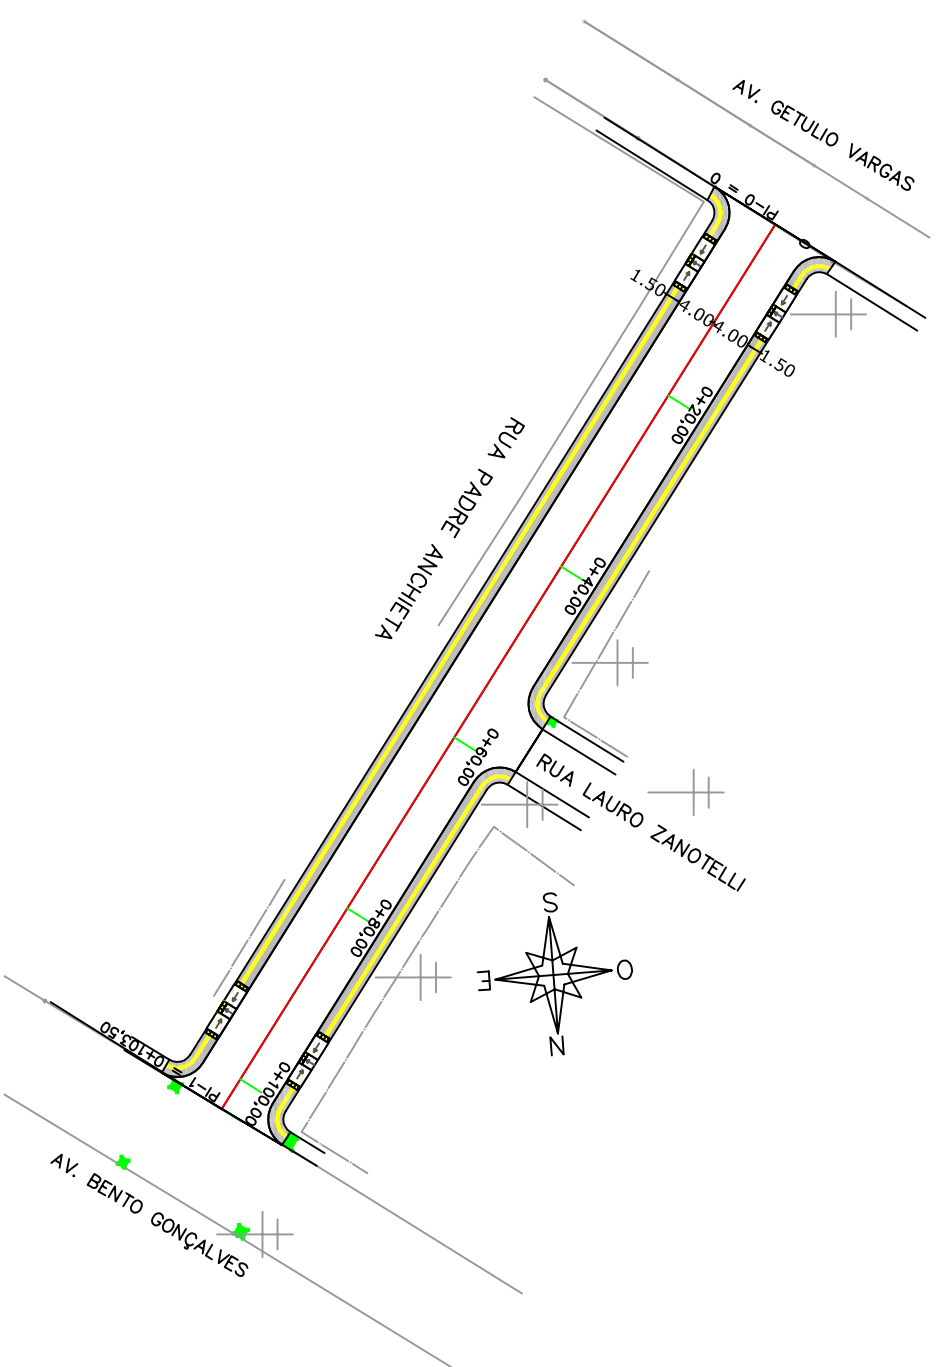 AV. GETULIO VARGAS
PI-0 = 0
1.50
4.00
4.00
1.50
0+20,00
RUA PADRE ANCHIETA
0+40,00
0+60,00
RUA LAURO ZANOTELLI
0+80,00
S
E
O
N
0+100,00
PI-1 = 0+103,50
AV. BENTO GONÇALVES